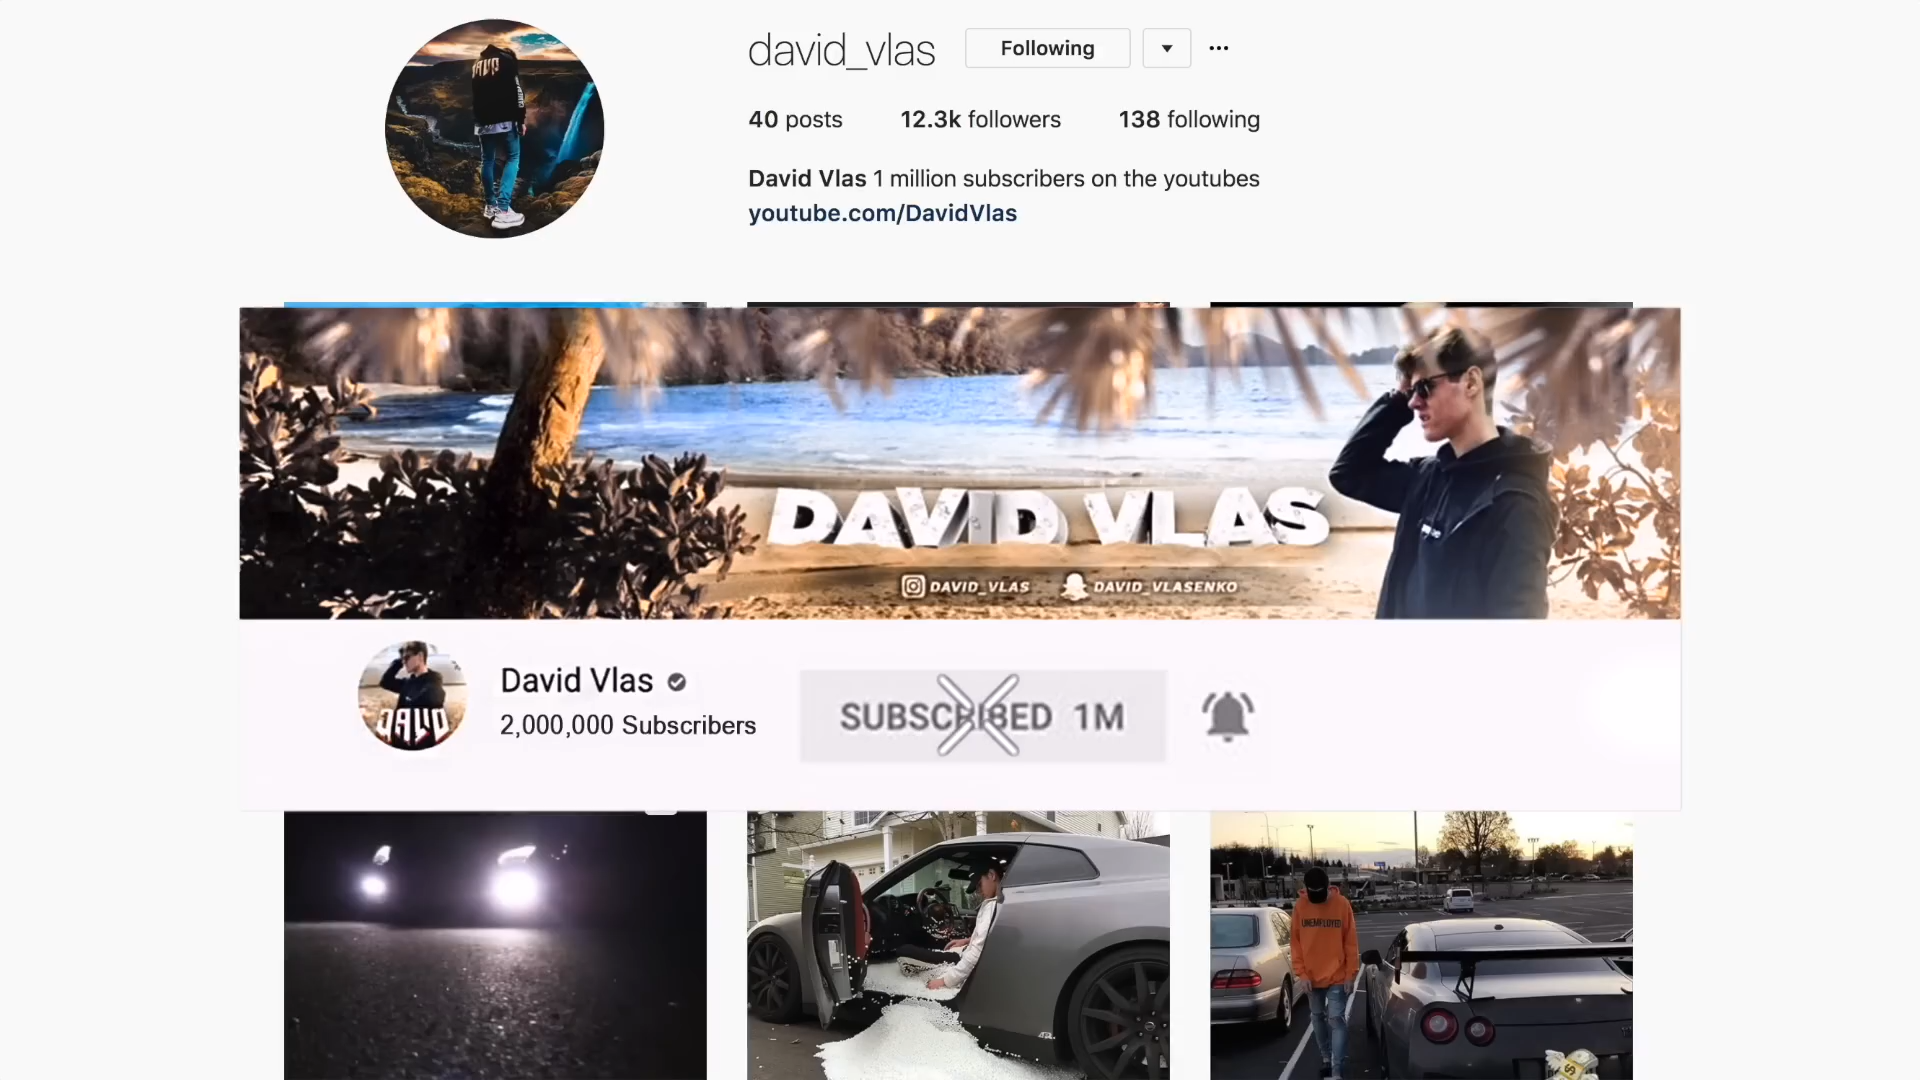 david_vlas Following
40 posts 12.3k followers 138 following
David Vlas 1 million subscribers on the youtubes
youtube.com/DavidVlas
DAVID VLAS
DAVID_VLAS DAVID_VLASENKO
David Vlas
2,000,000 Subscribers
SUBSCRIBED 1M
UNEMPLOYED